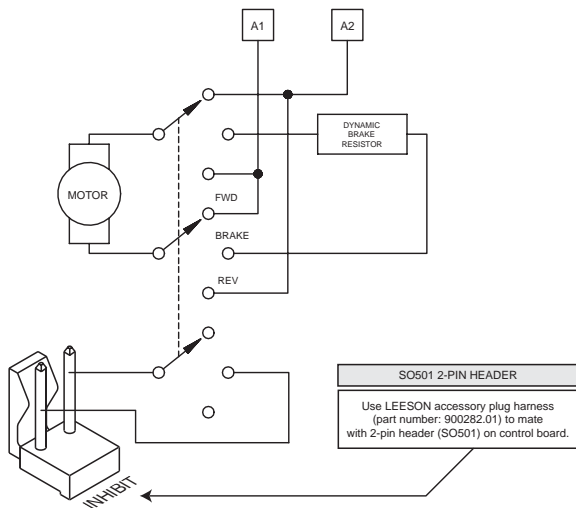 A1
A2
DYNAMIC
BRAKE
RESISTOR
MOTOR
FWD
BRAKE
REV
SO501 2-PIN HEADER
Use LEESON accessory plug harness
(part number: 900282.01) to mate
with 2-pin header (SO501) on control board.
INHIBIT